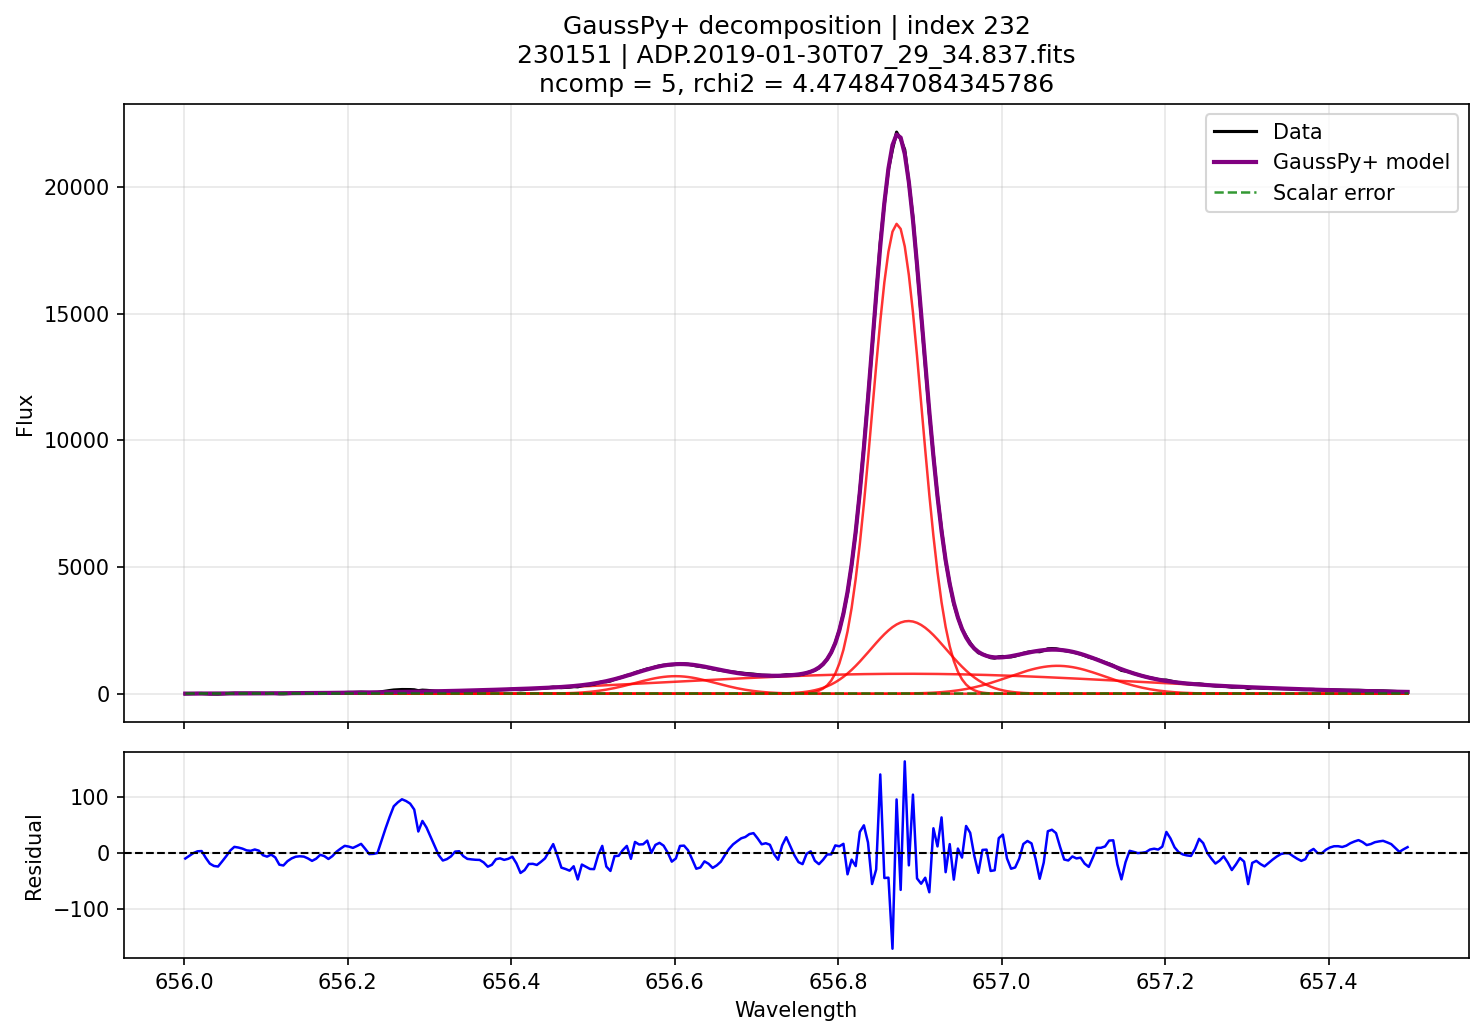 GaussPy+ decomposition | index 232
230151 | ADP.2019-01-30T07_29_34.837.fits
ncomp = 5, rchi2 = 4.474847084345786
Data
GaussPy+ model
Scalar error
Flux
20000
15000
10000
5000
0
Residual
100
0
−100
656.0
656.2
656.4
656.6
656.8
657.0
657.2
657.4
Wavelength